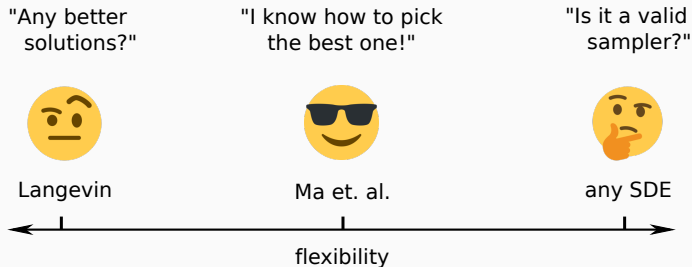 "Any better
solutions?"
"I know how to pick
the best one!"
"Is it a valid
sampler?"
Langevin
Ma et. al.
any SDE
flexibility